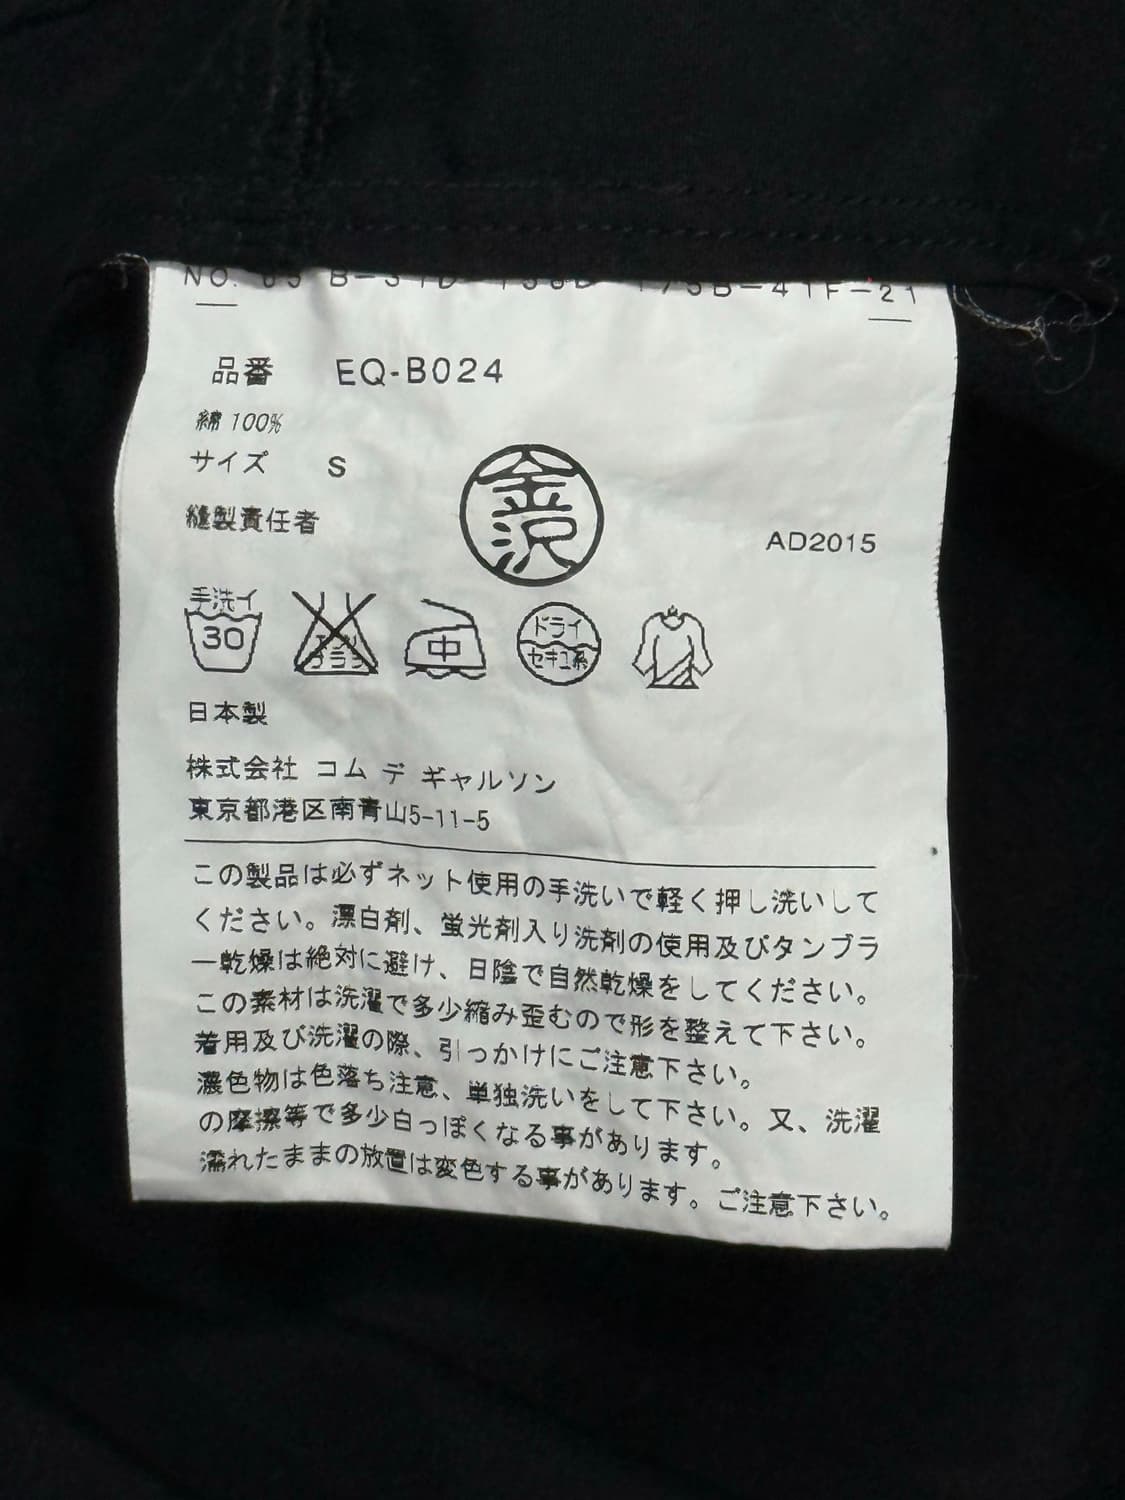 品番 EQ-B024
綿 100%
サイズ S
縫製責任者
金沢
AD2015
手洗イ
30
中
ドライ
セキユ系
日本製
株式会社 コム デ ギャルソン
東京都港区南青山5-11-5
この製品は必ずネット使用の手洗いで軽く押し洗いして
ください。漂白剤、蛍光剤入り洗剤の使用及びタンブラ
ー乾燥は絶対に避け、日陰で自然乾燥をしてください。
この素材は洗濯で多少縮み歪むので形を整えて下さい。
着用及び洗濯の際、引っかけにご注意下さい。
濃色物は色落ち注意、単独洗いをして下さい。又、洗濯
の摩擦等で多少白っぽくなる事があります。
濡れたままの放置は変色する事があります。ご注意下さい。